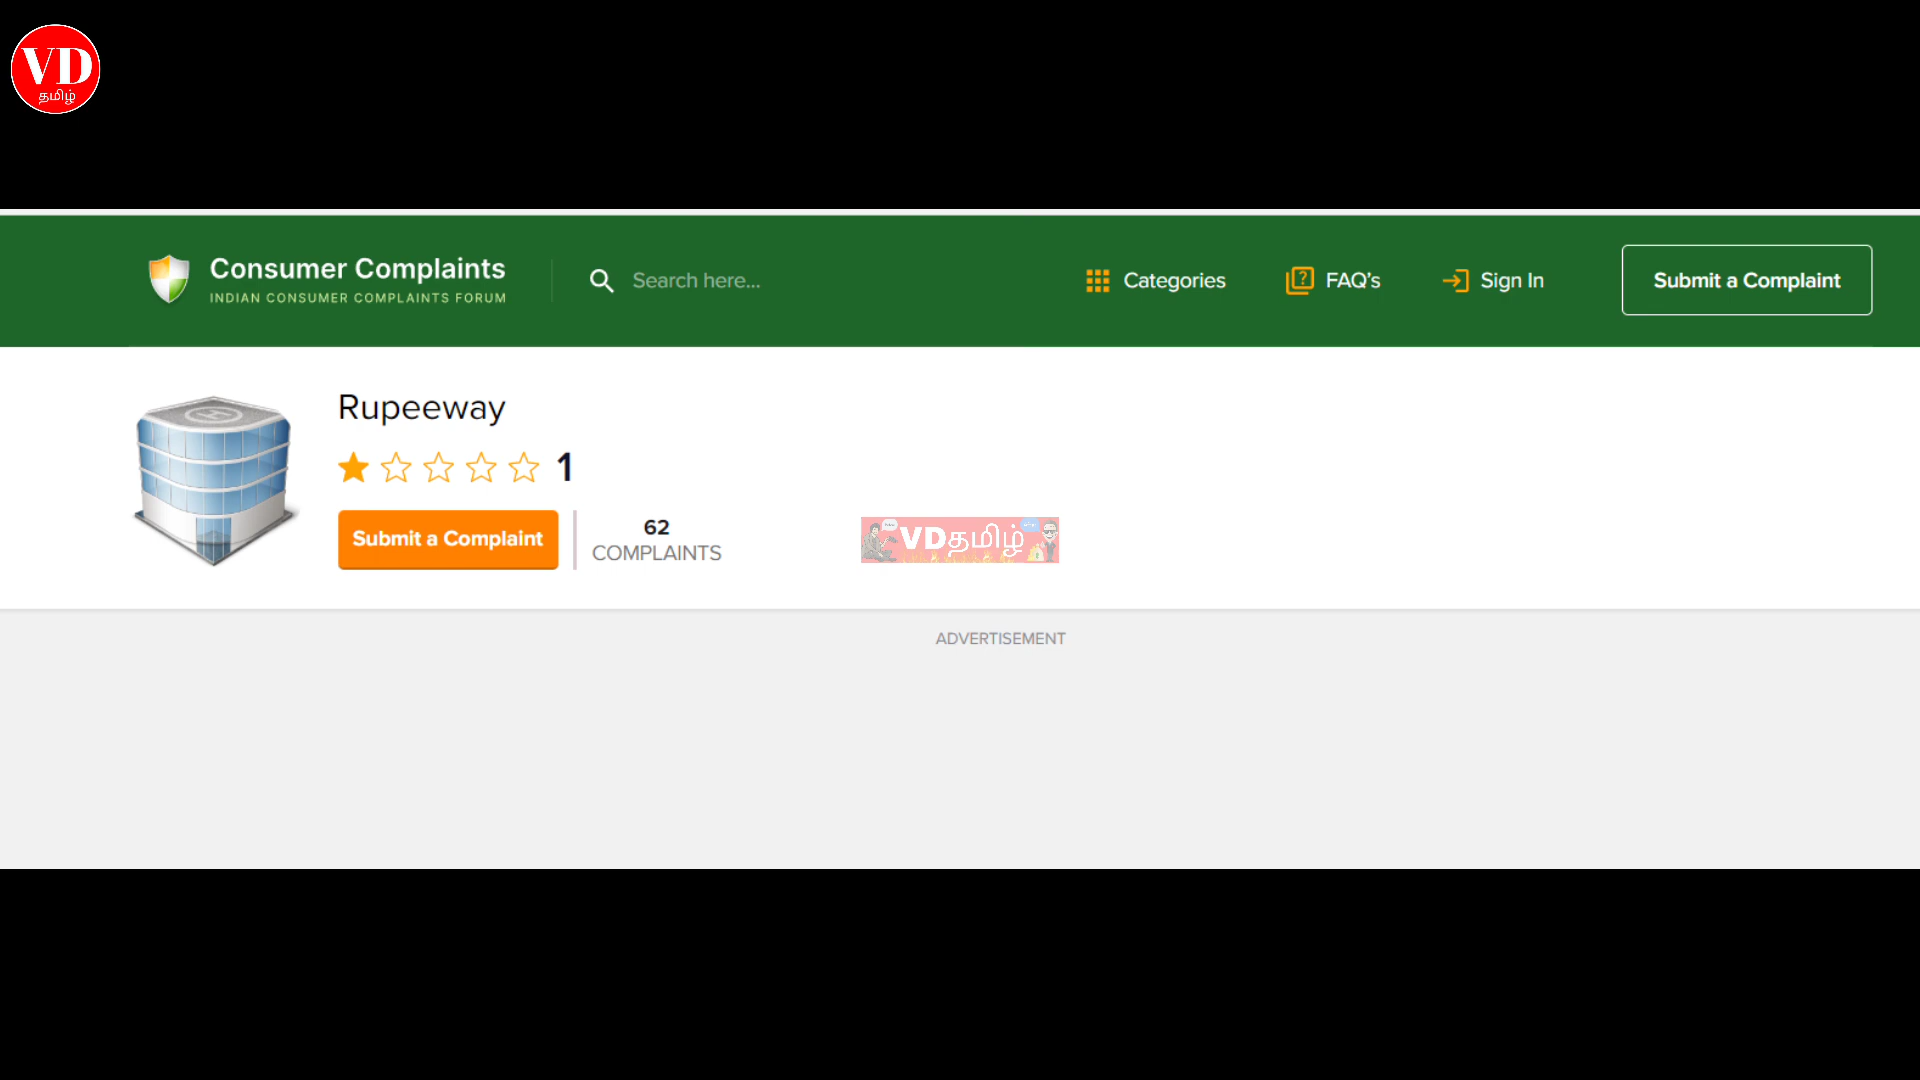 VD
தமிழ்
Consumer Complaints
INDIAN CONSUMER COMPLAINTS FORUM
Search here...
Categories
FAQ's
Sign In
Submit a Complaint
Rupeeway
1
Submit a Complaint
62
COMPLAINTS
VDதமிழ்
ADVERTISEMENT